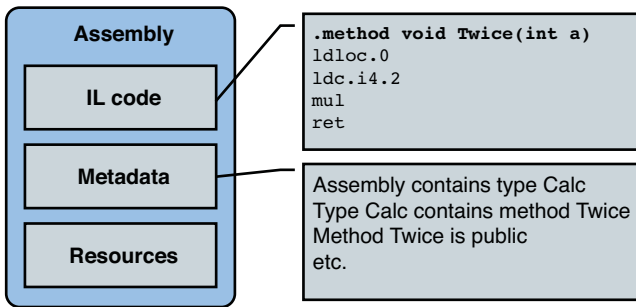 Assembly
IL code
Metadata
Resources
.method void Twice(int a)
ldloc.0
ldc.i4.2
mul
ret
Assembly contains type Calc
Type Calc contains method Twice
Method Twice is public
etc.